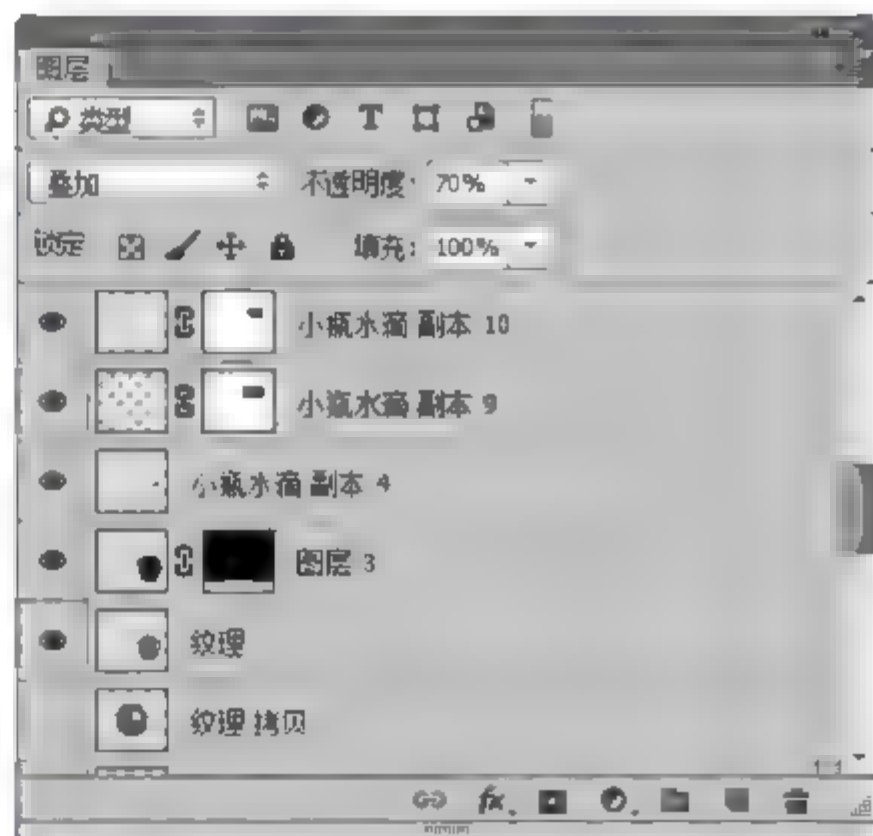 图层
类型
叠加 不透明度: 70%
锁定 填充: 100%
小瓶水滴 副本 10
小瓶水滴 副本 9
小瓶水滴 副本 4
图层 3
纹理
纹理 拷贝
fx